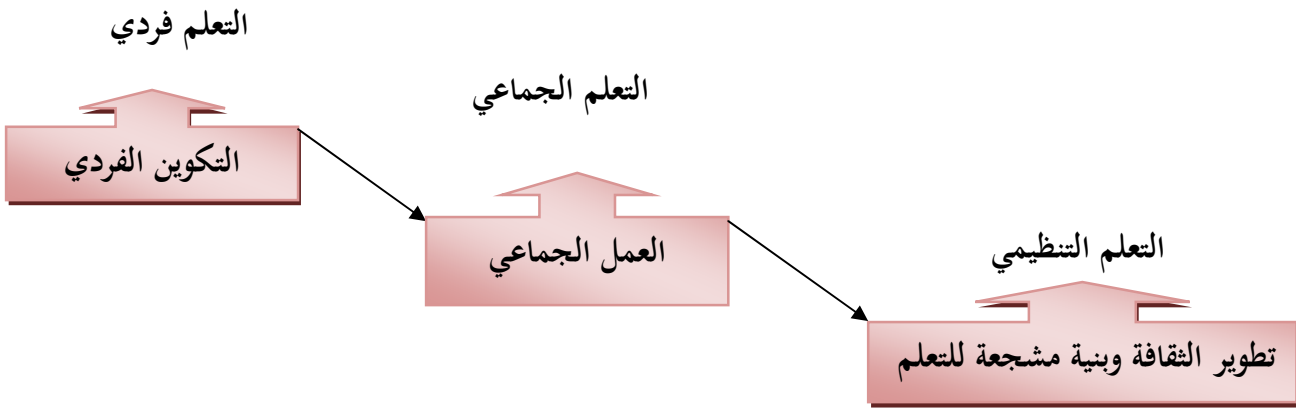 التعلم فردي
التكوين الفردي
التعلم الجماعي
العمل الجماعي
التعلم التنظيمي
تطوير الثقافة وبنية مشجعة للتعلم